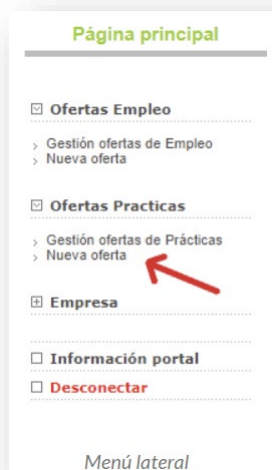 Página principal
Ofertas Empleo
Gestión ofertas de Empleo
Nueva oferta
Ofertas Practicas
Gestión ofertas de Prácticas
Nueva oferta
Empresa
Información portal
Desconectar
Menú lateral